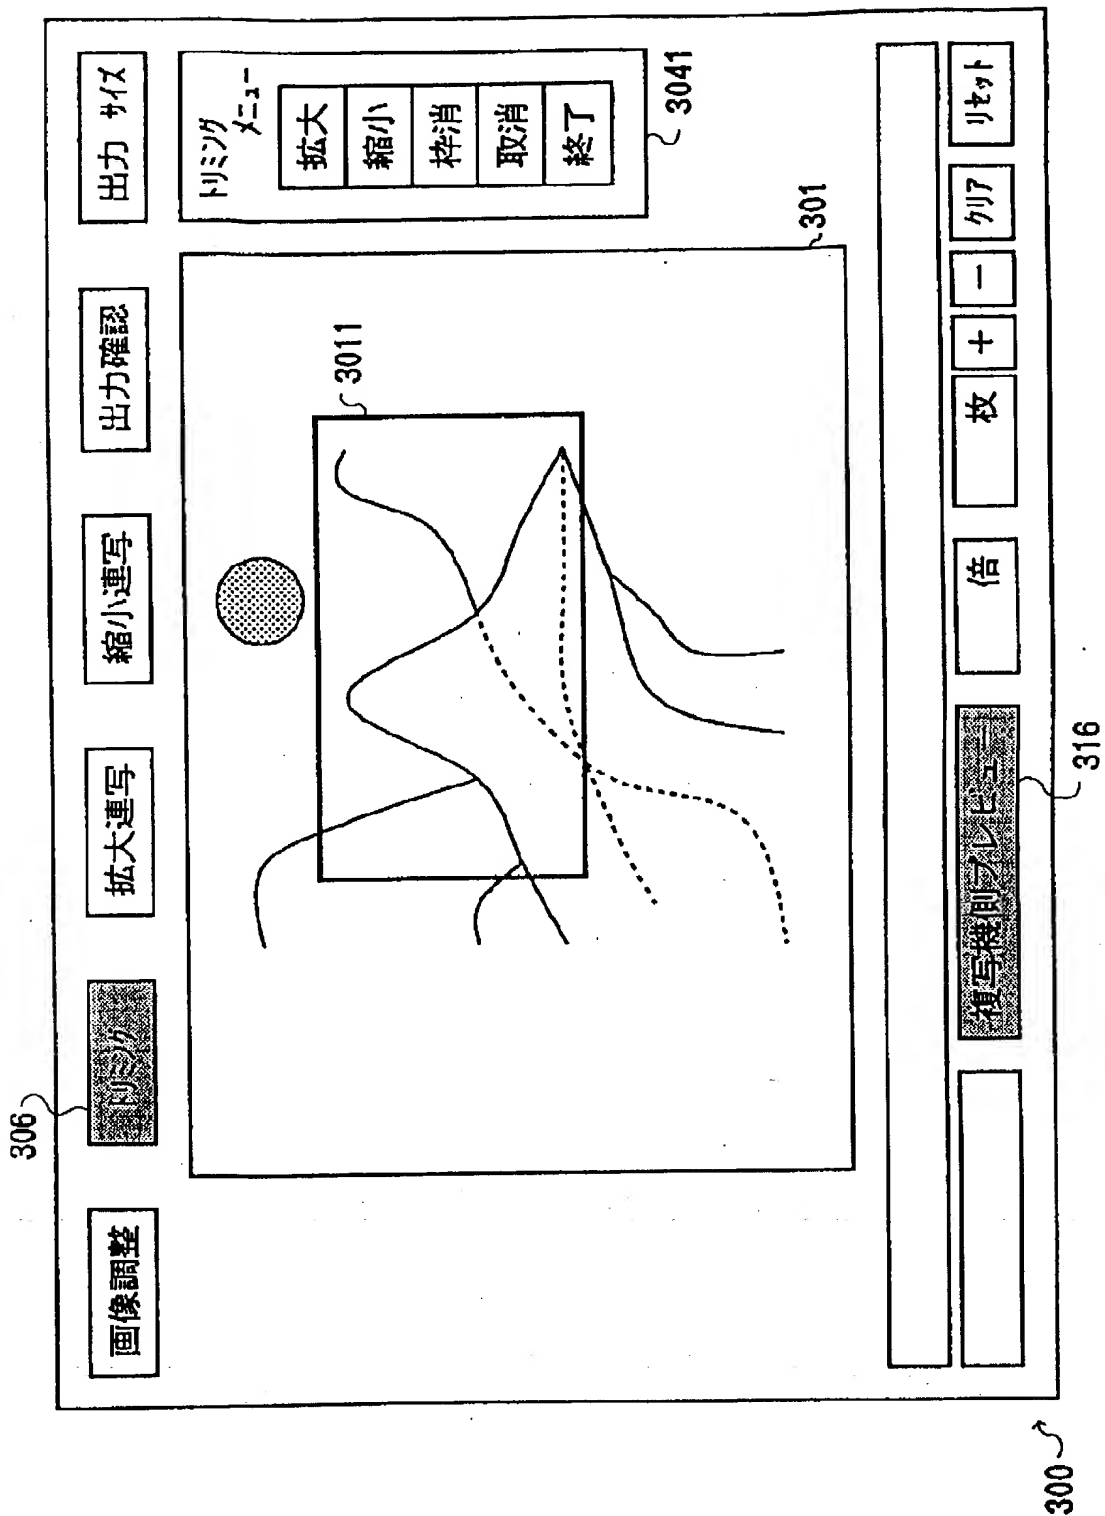 306
画像調整
トリミング
拡大連写
縮小連写
出力確認
出力 サイズ
トリミング
メニュー
拡大
縮小
枠消
取消
終了
3041
3011
301
複写機側プレビュー
倍
枚
＋
－
クリア
リセット
316
300